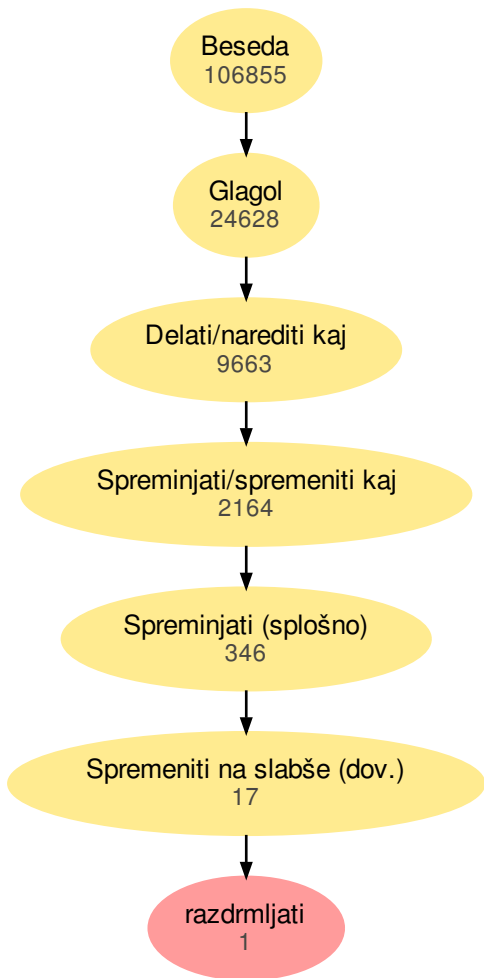 Beseda
106855
Glagol
24628
Delati/narediti kaj
9663
Spreminjati/spremeniti kaj
2164
Spreminjati (splošno)
346
Spremeniti na slabše (dov.)
17
razdrmljati
1